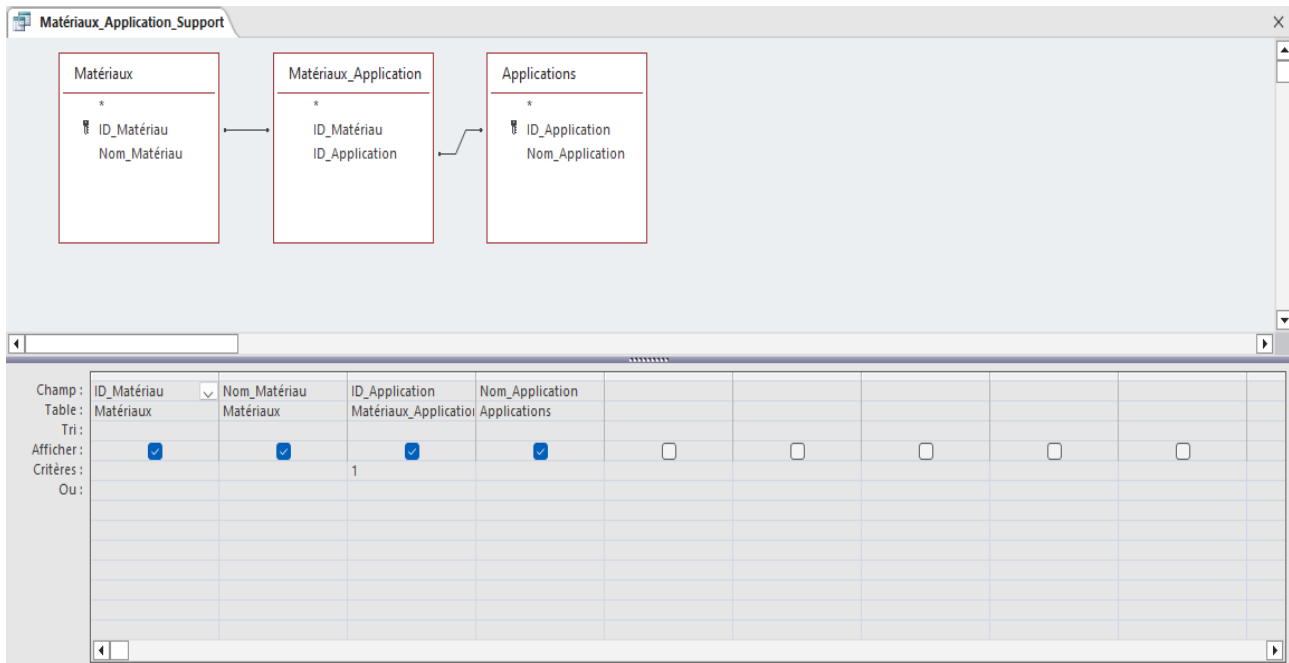 Matériaux_Application_Support
Matériaux
*
ID_Matériau
Nom_Matériau
Matériaux_Application
*
ID_Matériau
ID_Application
Applications
*
ID_Application
Nom_Application
Champ : ID_Matériau Nom_Matériau ID_Application Nom_Application
Table : Matériaux Matériaux Matériaux_Application Applications
Tri :
Afficher :
Critères : 1
Ou :